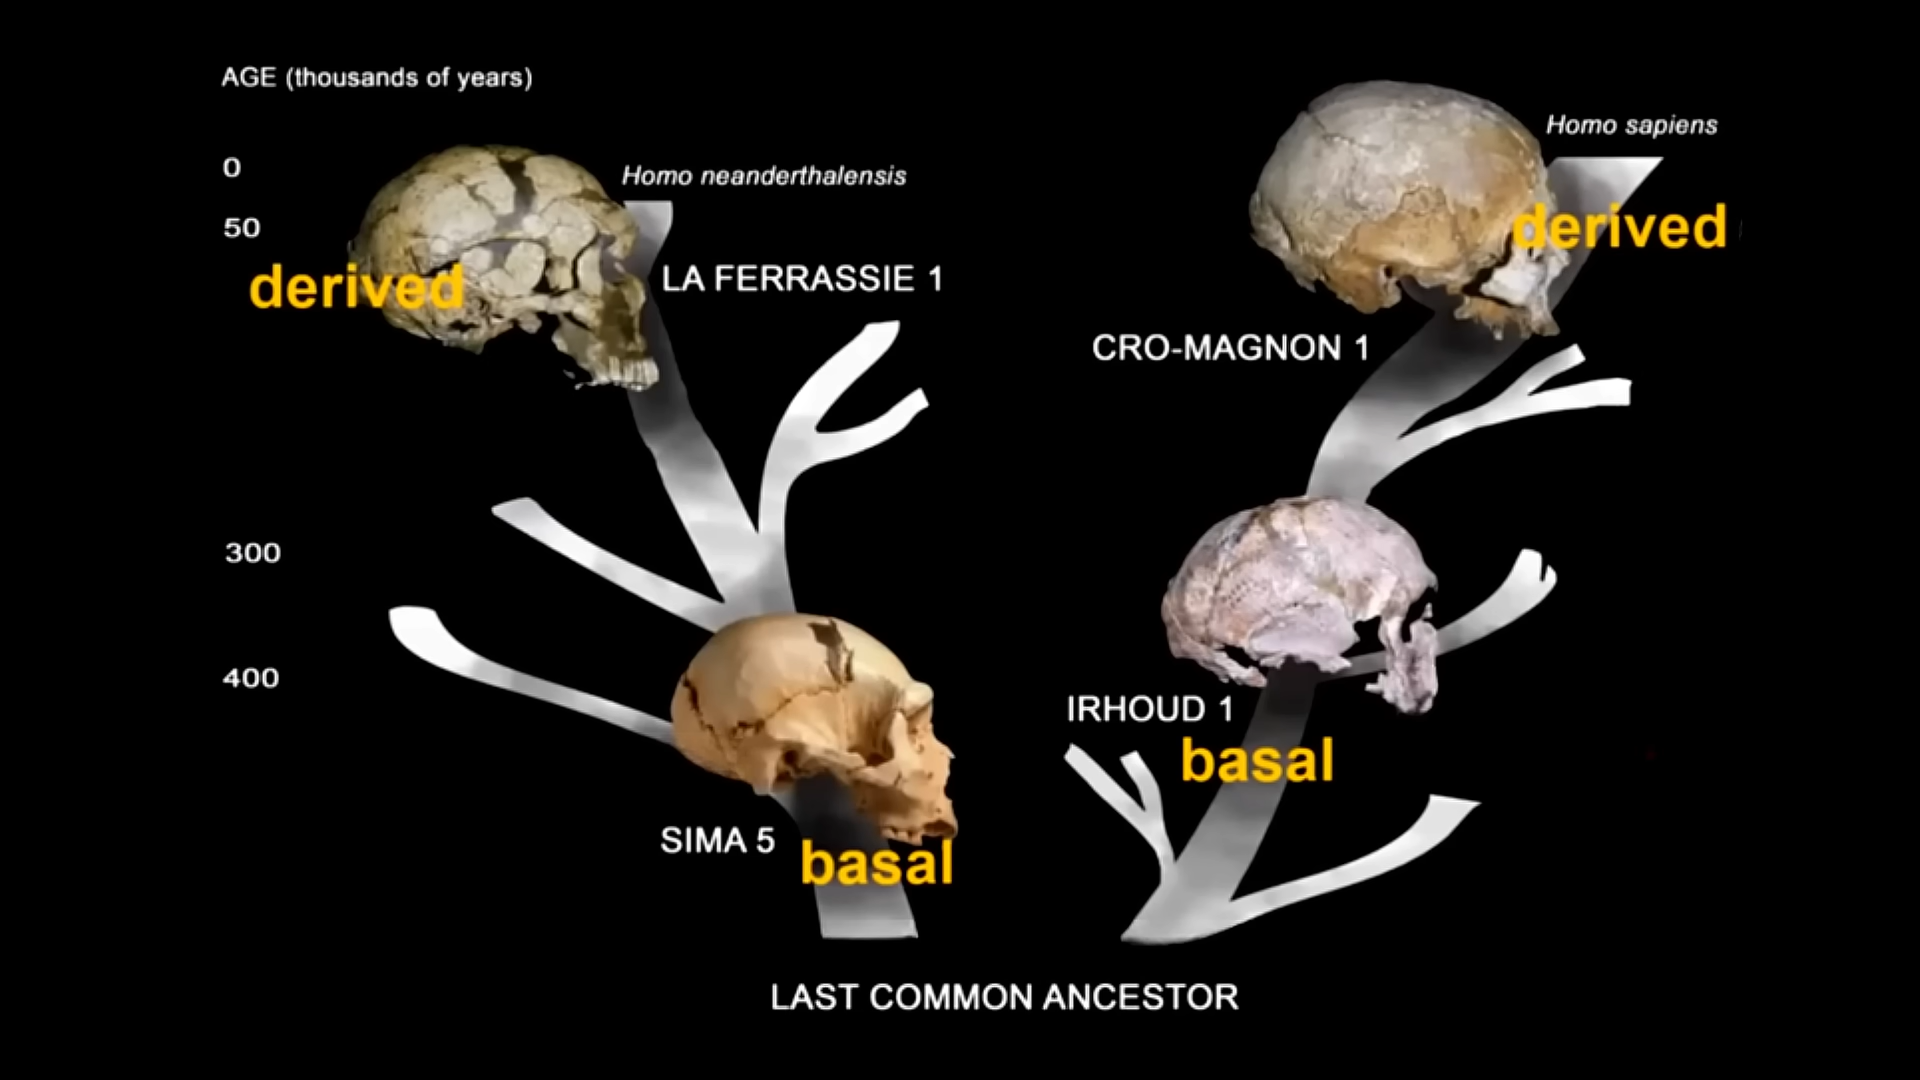 AGE (thousands of years)
0
50
300
400
Homo neanderthalensis
derived
LA FERRASSIE 1
SIMA 5
basal
Homo sapiens
derived
CRO-MAGNON 1
IRHOUD 1
basal
LAST COMMON ANCESTOR